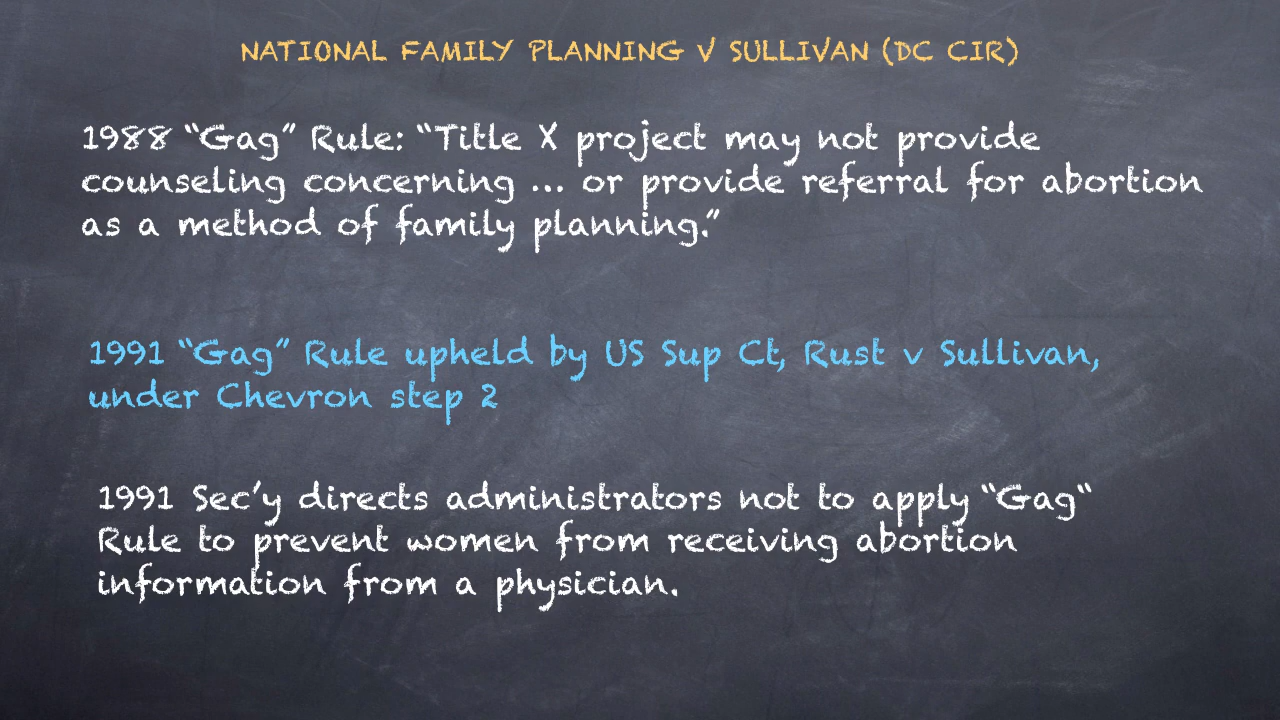 NATIONAL FAMILY PLANNING V SULLIVAN (DC CIR)
1988 “Gag” Rule: “Title X project may not provide
counseling concerning … or provide referral for abortion
as a method of family planning.”
1991 “Gag” Rule upheld by US Sup Ct, Rust v Sullivan,
under Chevron step 2
1991 Sec’y directs administrators not to apply “Gag“
Rule to prevent women from receiving abortion
information from a physician.